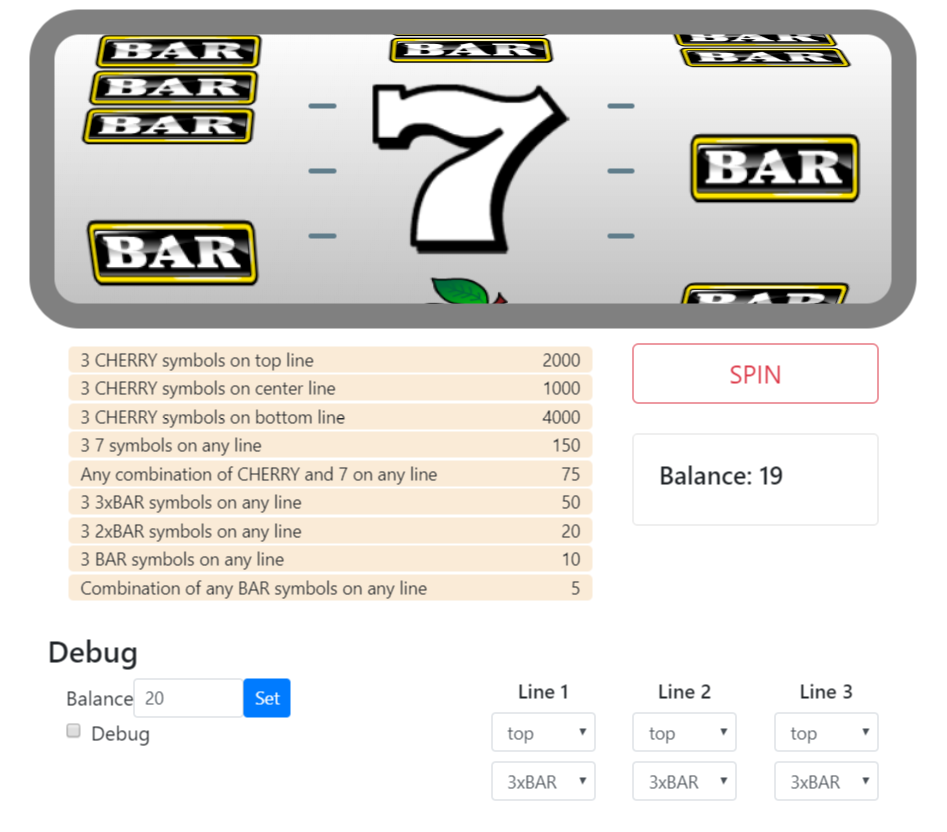 BAR BAR BAR
BAR BAR
BAR
7
BAR
BAR
BAR
3 CHERRY symbols on top line 2000
3 CHERRY symbols on center line 1000
3 CHERRY symbols on bottom line 4000
3 7 symbols on any line 150
Any combination of CHERRY and 7 on any line 75
3 3xBAR symbols on any line 50
3 2xBAR symbols on any line 20
3 BAR symbols on any line 10
Combination of any BAR symbols on any line 5
SPIN
Balance: 19
Debug
Balance 20 Set
Debug
Line 1 Line 2 Line 3
top top top
3xBAR 3xBAR 3xBAR